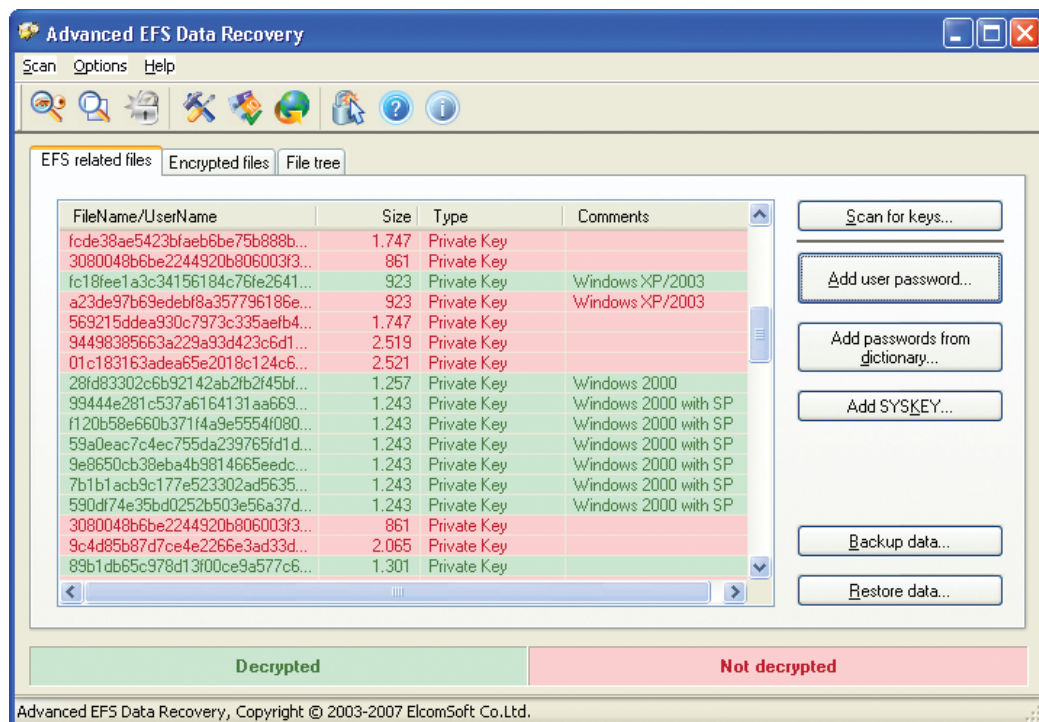 Advanced EFS Data Recovery
Scan Options Help
EFS related files Encrypted files File tree
FileName/UserName Size Type Comments
fcde38ae5423bfaeb6be75b888b... 1.747 Private Key
3080048b6be2244920b806003f3... 861 Private Key
fc18fee1a3c34156184c76fe2641... 923 Private Key Windows XP/2003
a23de97b69edebf8a357796186e... 923 Private Key Windows XP/2003
569215ddea930c7973c335aefb4... 1.747 Private Key
94498385663a229a93d423c6d1... 2.519 Private Key
01c183163adea65e2018c124c6... 2.521 Private Key
28fd83302c6b92142ab2fb2f45bf... 1.257 Private Key Windows 2000
99444e281c537a6164131aa669... 1.243 Private Key Windows 2000 with SP
f120b58e660b371f4a9e5554f080... 1.243 Private Key Windows 2000 with SP
59a0eac7c4ec755da239765fd1d... 1.243 Private Key Windows 2000 with SP
9e8650cb38eba4b9814665eedc... 1.243 Private Key Windows 2000 with SP
7b1b1acb9c177e523302ad5635... 1.243 Private Key Windows 2000 with SP
590df74e35bd0252b503e56a37d... 1.243 Private Key Windows 2000 with SP
3080048b6be2244920b806003f3... 861 Private Key
9c4d85b87d7ce4e2266e3ad33d... 2.065 Private Key
89b1db65c978d13f00ce9a577c6... 1.301 Private Key
Scan for keys...
Add user password...
Add passwords from
dictionary...
Add SYSKEY...
Backup data...
Restore data...
Decrypted Not decrypted
Advanced EFS Data Recovery, Copyright © 2003-2007 ElcomSoft Co.Ltd.